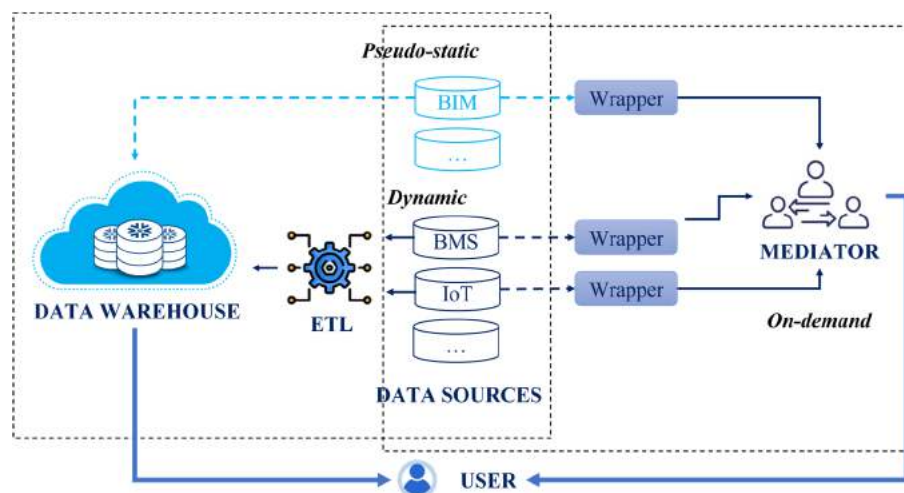 Pseudo-static
BIM
Wrapper
...
Dynamic
BMS
Wrapper
MEDIATOR
IoT
Wrapper
DATA WAREHOUSE
ETL
On-demand
...
DATA SOURCES
USER